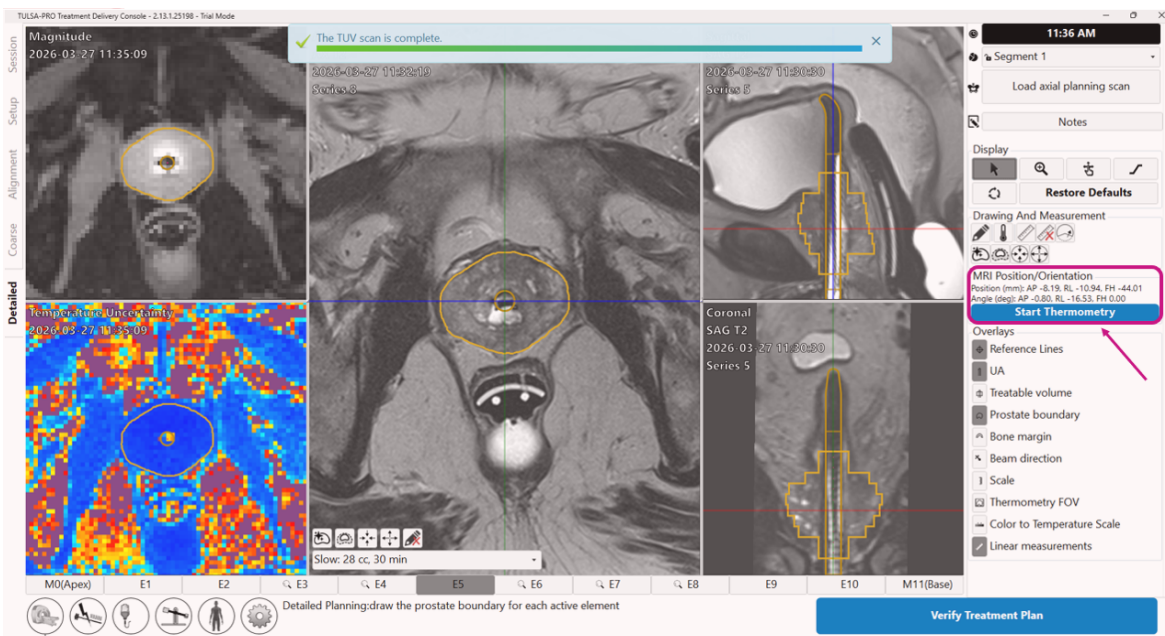 TULSA-PRO Treatment Delivery Console - 2.13.1.25198 - Trial Mode
Session
Setup
Alignment
Coarse
Detailed
Magnitude
2026-03-27 11:35:09
The TUV scan is complete.
2026-03-27 11:32:19
Series 8
2026-03-27 11:30:30
Series 5
Temperature Uncertainty
2026-03-27 11:35:09
Coronal
SAG T2
2026-03-27 11:30:30
Series 5
Slow: 28 cc, 30 min
M0(Apex) E1 E2 E3 E4 E5 E6 E7 E8 E9 E10 M11(Base)
Detailed Planning:draw the prostate boundary for each active element
11:36 AM
Segment 1
Load axial planning scan
Notes
Display
Restore Defaults
Drawing And Measurement
MRI Position/Orientation
Position (mm): AP -8.19, RL -10.94, FH -44.01
Angle (deg): AP -0.80, RL -16.53, FH 0.00
Start Thermometry
Overlays
Reference Lines
UA
Treatable volume
Prostate boundary
Bone margin
Beam direction
Scale
Thermometry FOV
Color to Temperature Scale
Linear measurements
Verify Treatment Plan